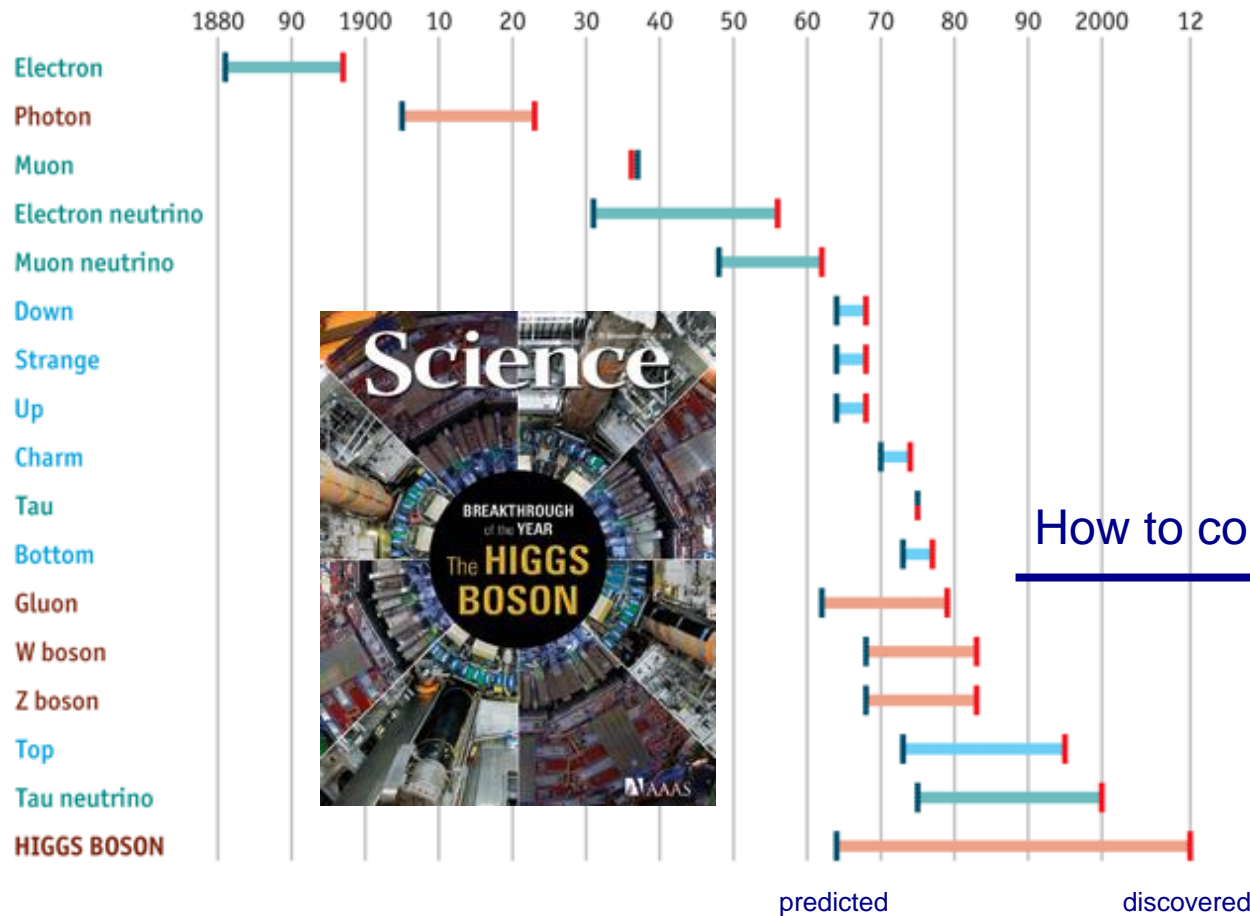 1880 90 1900 10 20 30 40 50 60 70 80 90 2000 12
Electron
Photon
Muon
Electron neutrino
Muon neutrino
Down
Strange
Up
Charm
Tau
Bottom
Gluon
W boson
Z boson
Top
Tau neutrino
HIGGS BOSON
Science
BREAKTHROUGH
of the YEAR
The HIGGS
BOSON
AAAS
How to co
predicted discovered